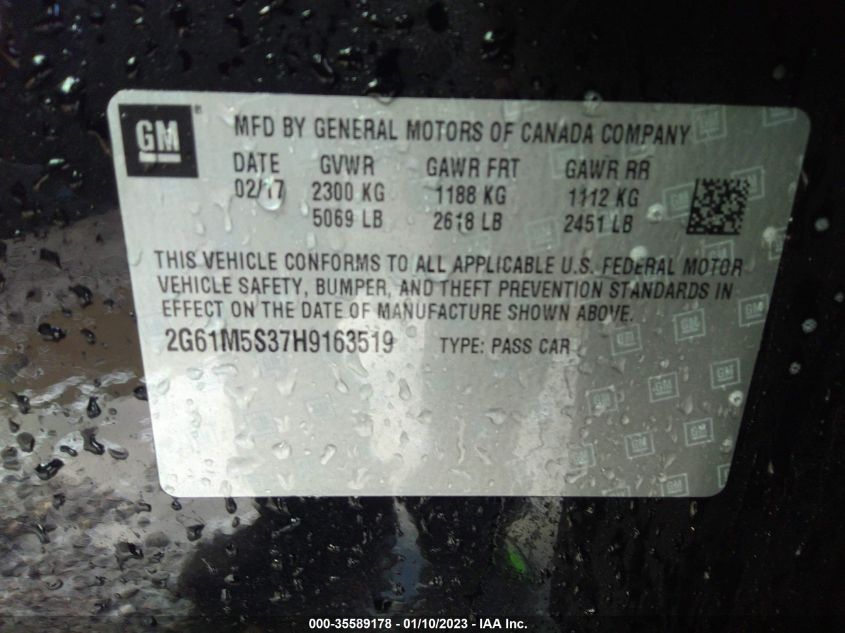 GM ®
MFD BY GENERAL MOTORS OF CANADA COMPANY
DATE GVWR GAWR FRT GAWR RR
02/17 2300 KG 1188 KG 1112 KG
5069 LB 2618 LB 2451 LB
THIS VEHICLE CONFORMS TO ALL APPLICABLE U.S. FEDERAL MOTOR
VEHICLE SAFETY, BUMPER, AND THEFT PREVENTION STANDARDS IN
EFFECT ON THE DATE OF MANUFACTURE SHOWN ABOVE.
2G61M5S37H9163519 TYPE: PASS CAR
000-35589178 - 01/10/2023 - IAA Inc.